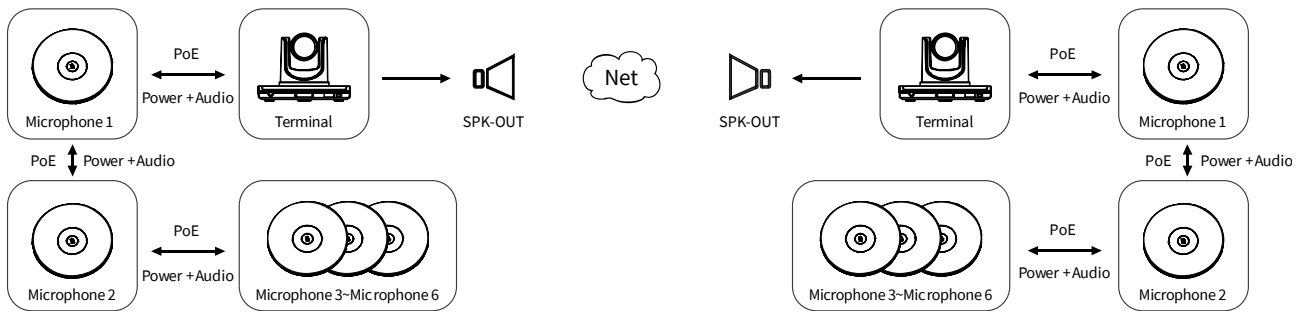 PoE
Power +Audio
Microphone 1
Terminal
SPK-OUT
Net
SPK-OUT
Terminal
PoE
Power +Audio
Microphone 1
PoE Power +Audio
PoE Power +Audio
Microphone 2
PoE
Power +Audio
Microphone 3~Microphone 6
Microphone 3~Microphone 6
PoE
Power +Audio
Microphone 2